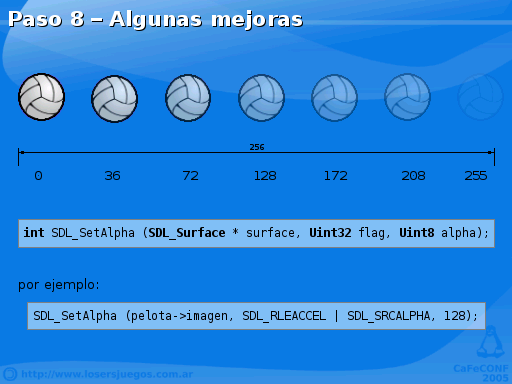 Paso 8 – Algunas mejoras
256
0 36 72 128 172 208 255
int SDL_SetAlpha (SDL_Surface * surface, Uint32 flag, Uint8 alpha);
por ejemplo:
SDL_SetAlpha (pelota->imagen, SDL_RLEACCEL | SDL_SRCALPHA, 128);
http://www.losersjuegos.com.ar
CaFeCONF
2005